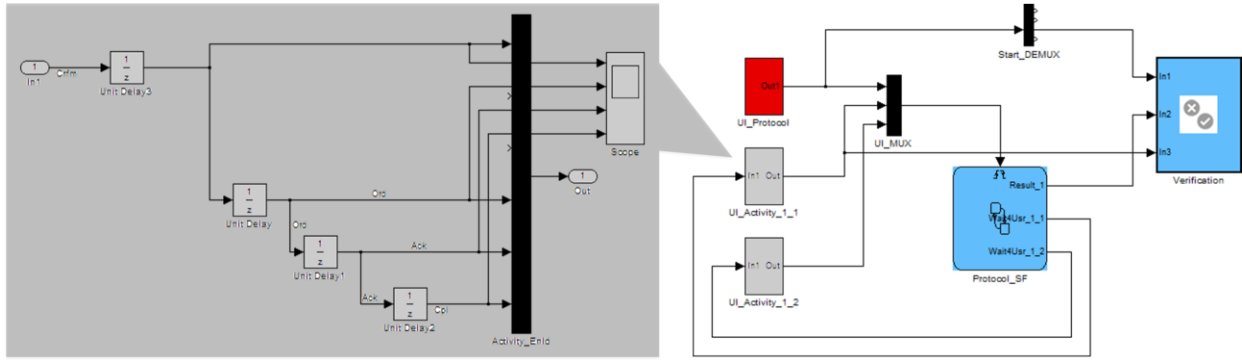 1
In1
Crfm
1
z
Unit Delay3
1
z
Unit Delay
Ord
Ord
1
z
Unit Delay1
Ack
Ack
1
z
Unit Delay2
Cpl
Activity_Enld
Scope
1
Out
Out1
UI_Protocol
Start_DEMUX
UI_MUX
In1 Out
UI_Activity_1_1
In1 Out
UI_Activity_1_2
Result_1
Wait4Usr_1_1
Wait4Usr_1_2
Protocol_SF
In1
In2
In3
Verification